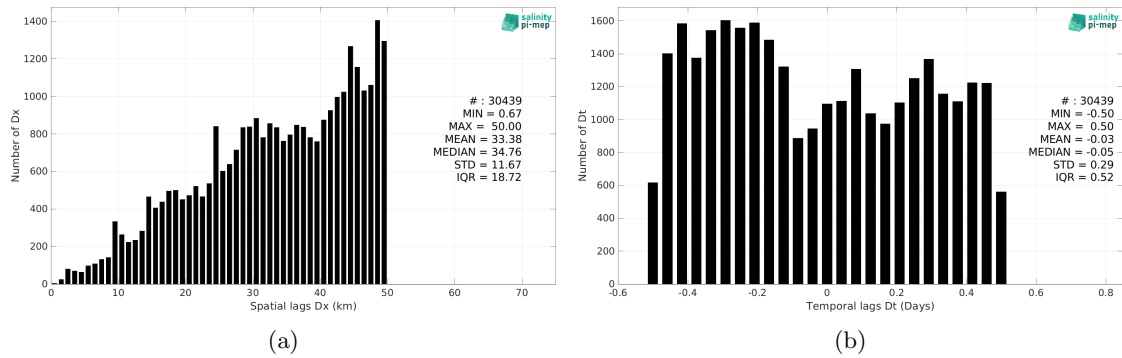 1400
1200
1000
800
600
400
200
0
Number of Dx
0 10 20 30 40 50 60 70
Spatial lags Dx (km)
salinity
pi-mep
# : 30439
MIN = 0.67
MAX = 50.00
MEAN = 33.38
MEDIAN = 34.76
STD = 11.67
IQR = 18.72
(a)
1600
1400
1200
1000
800
600
400
200
0
Number of Dt
-0.6 -0.4 -0.2 0 0.2 0.4 0.6 0.8
Temporal lags Dt (Days)
salinity
pi-mep
# : 30439
MIN = -0.50
MAX = 0.50
MEAN = -0.03
MEDIAN = -0.05
STD = 0.29
IQR = 0.52
(b)